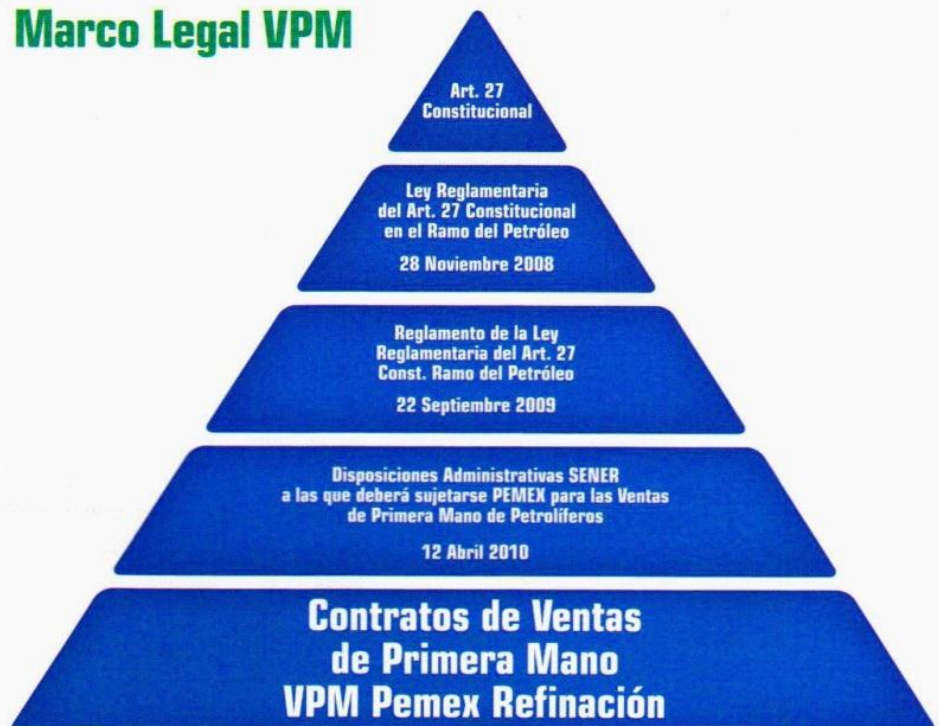 Marco Legal VPM
Art. 27
Constitucional
Ley Reglamentaria
del Art. 27 Constitucional
en el Ramo del Petróleo
28 Noviembre 2008
Reglamento de la Ley
Reglamentaria del Art. 27
Const. Ramo del Petróleo
22 Septiembre 2009
Disposiciones Administrativas SENER
a las que deberá sujetarse PEMEX para las Ventas
de Primera Mano de Petrolíferos
12 Abril 2010
Contratos de Ventas
de Primera Mano
VPM Pemex Refinación